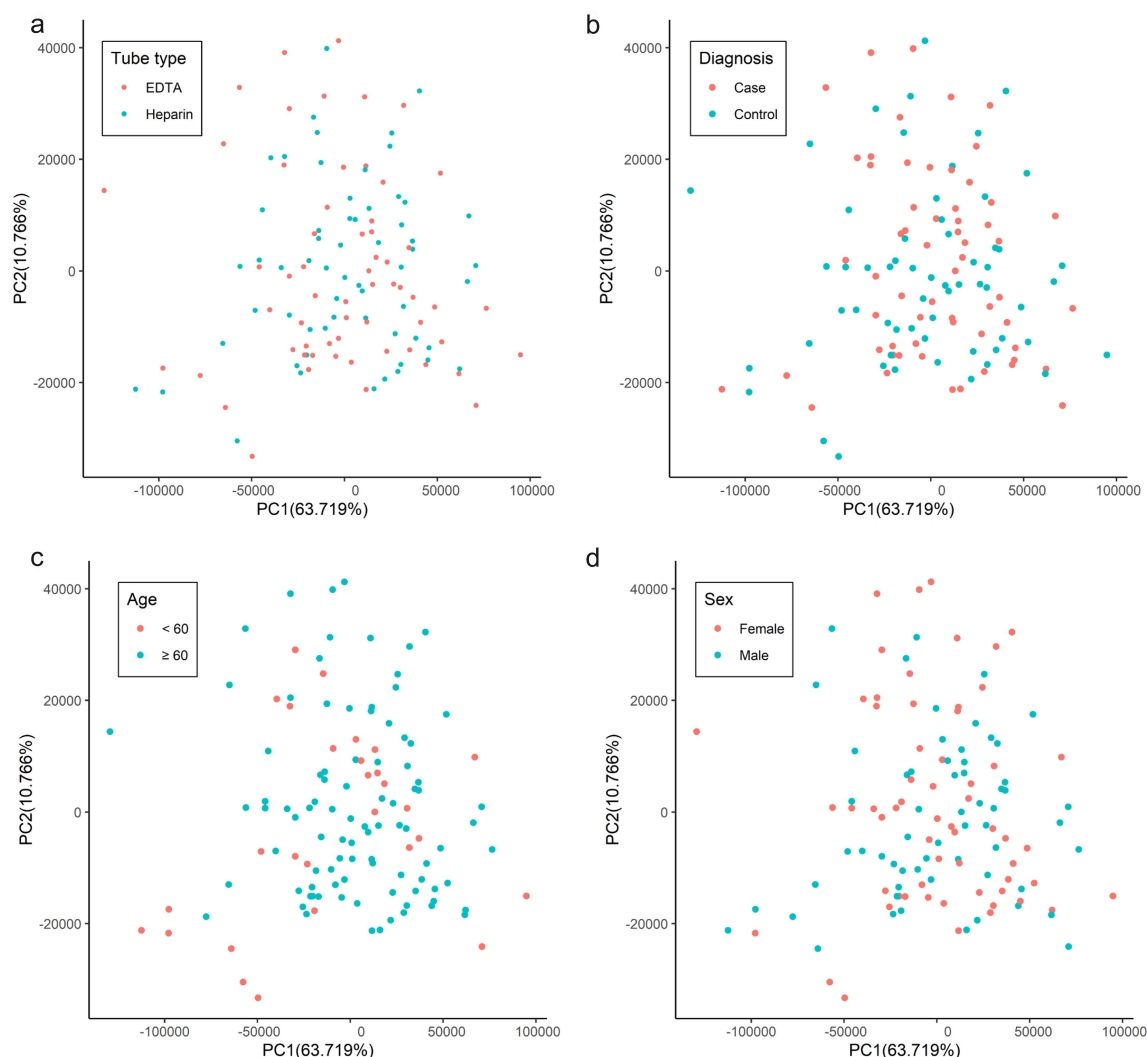 a
Tube type
EDTA
Heparin
40000
20000
0
-20000
PC2(10.766%)
-100000 -50000 0 50000 100000
PC1(63.719%)
b
Diagnosis
Case
Control
40000
20000
0
-20000
PC2(10.766%)
-100000 -50000 0 50000 100000
PC1(63.719%)
c
Age
< 60
≥ 60
40000
20000
0
-20000
PC2(10.766%)
-100000 -50000 0 50000 100000
PC1(63.719%)
d
Sex
Female
Male
40000
20000
0
-20000
PC2(10.766%)
-100000 -50000 0 50000 100000
PC1(63.719%)